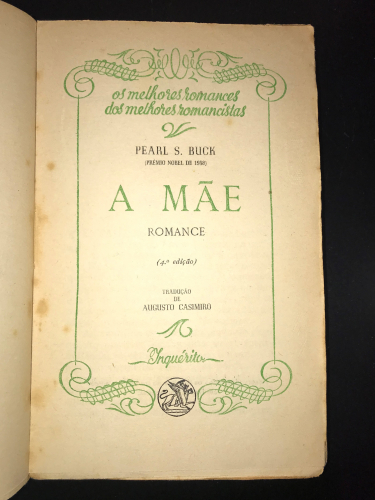 os melhores romances
dos melhores romancistas
PEARL S. BUCK
(PRÉMIO NOBEL DE 1938)
A MÃE
ROMANCE
(4.ª edição)
TRADUÇÃO
DE
AUGUSTO CASIMIRO
Inquérito